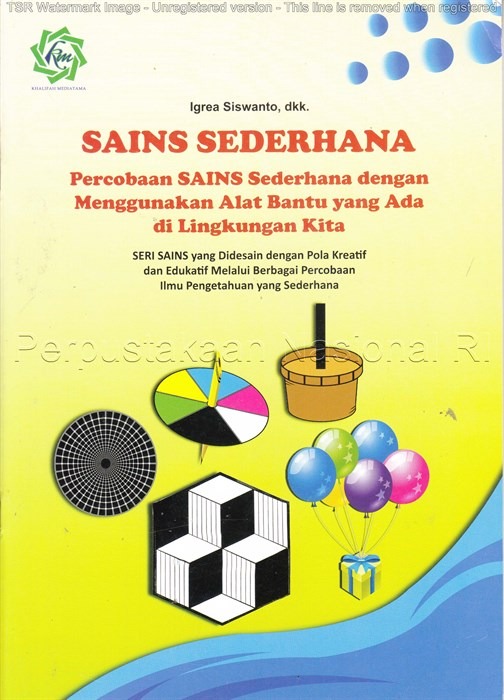 TSR Watermark Image - Unregistered version - This line is removed when registered
km
KHALIFAH MEDIATAMA
Igrea Siswanto, dkk.
SAINS SEDERHANA
Percobaan SAINS Sederhana dengan
Menggunakan Alat Bantu yang Ada
di Lingkungan Kita
SERI SAINS yang Didesain dengan Pola Kreatif
dan Edukatif Melalui Berbagai Percobaan
Ilmu Pengetahuan yang Sederhana
Perpustakaan Nasional R.I.